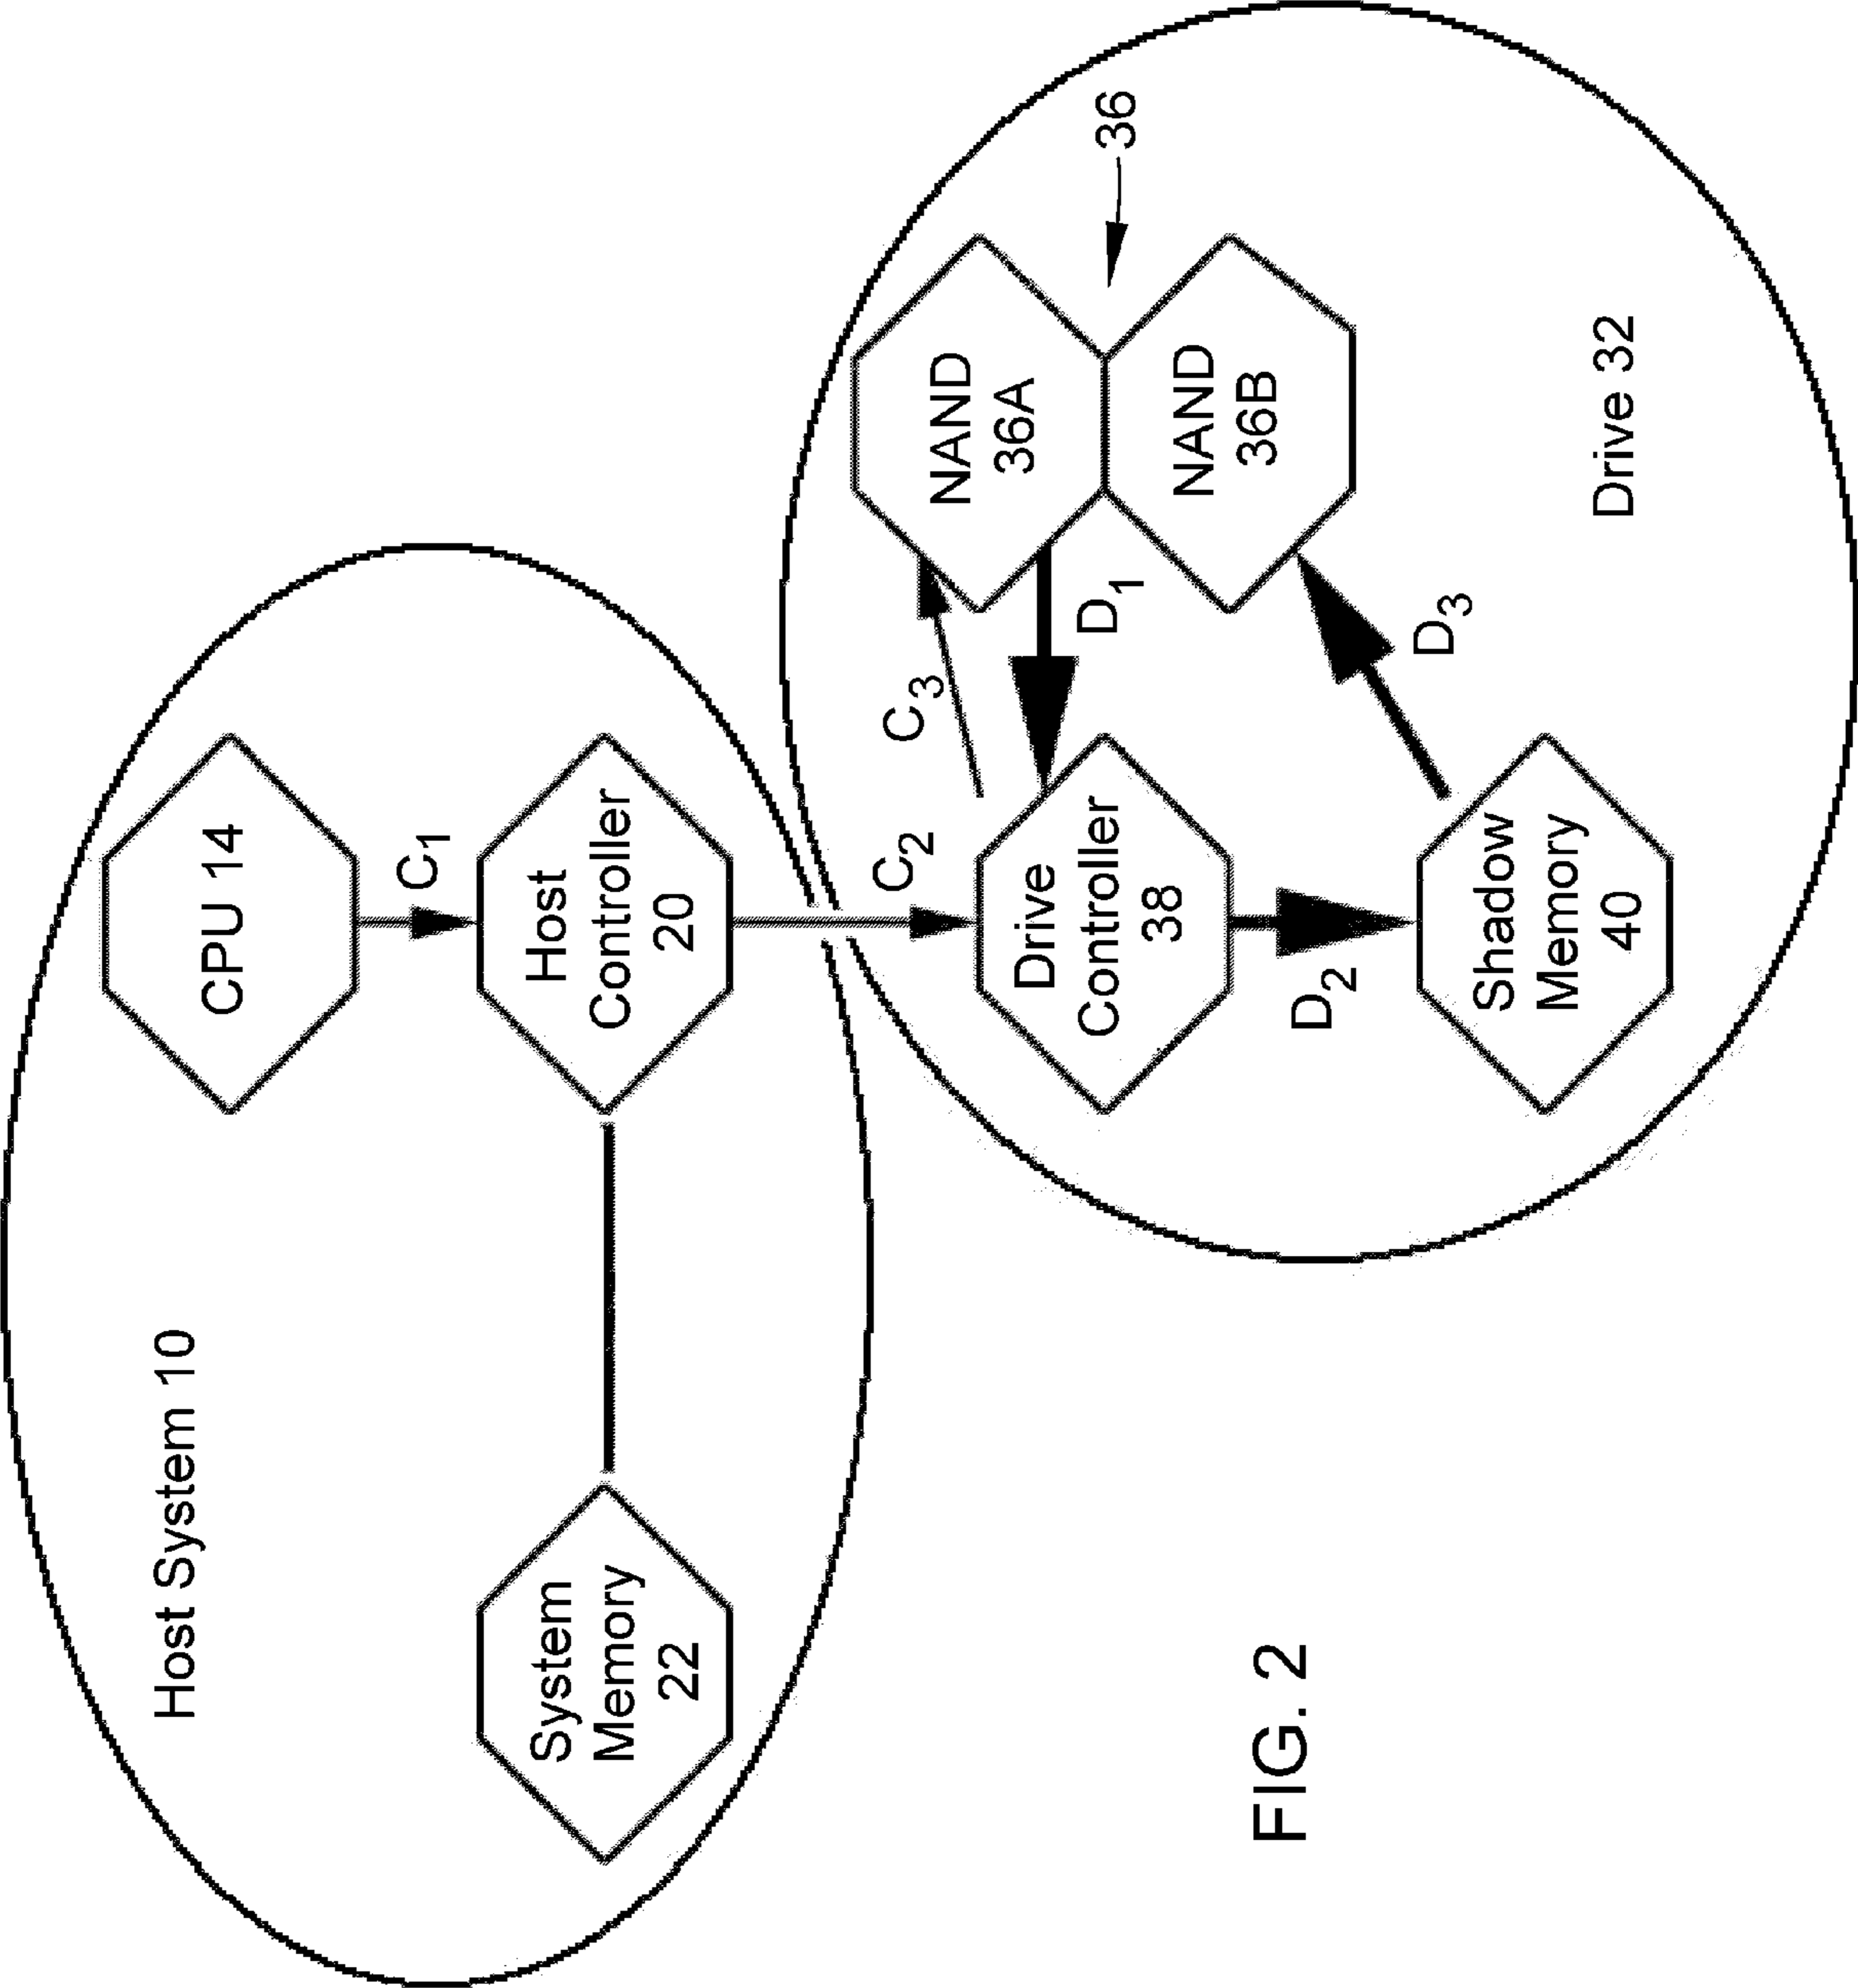 Host System 10
CPU 14
C1
System
Memory
22
Host
Controller
20
C2
C3
NAND
36A
36
Drive
Controller
38
D1
NAND
36B
D2
D3
Shadow
Memory
40
Drive 32
FIG. 2